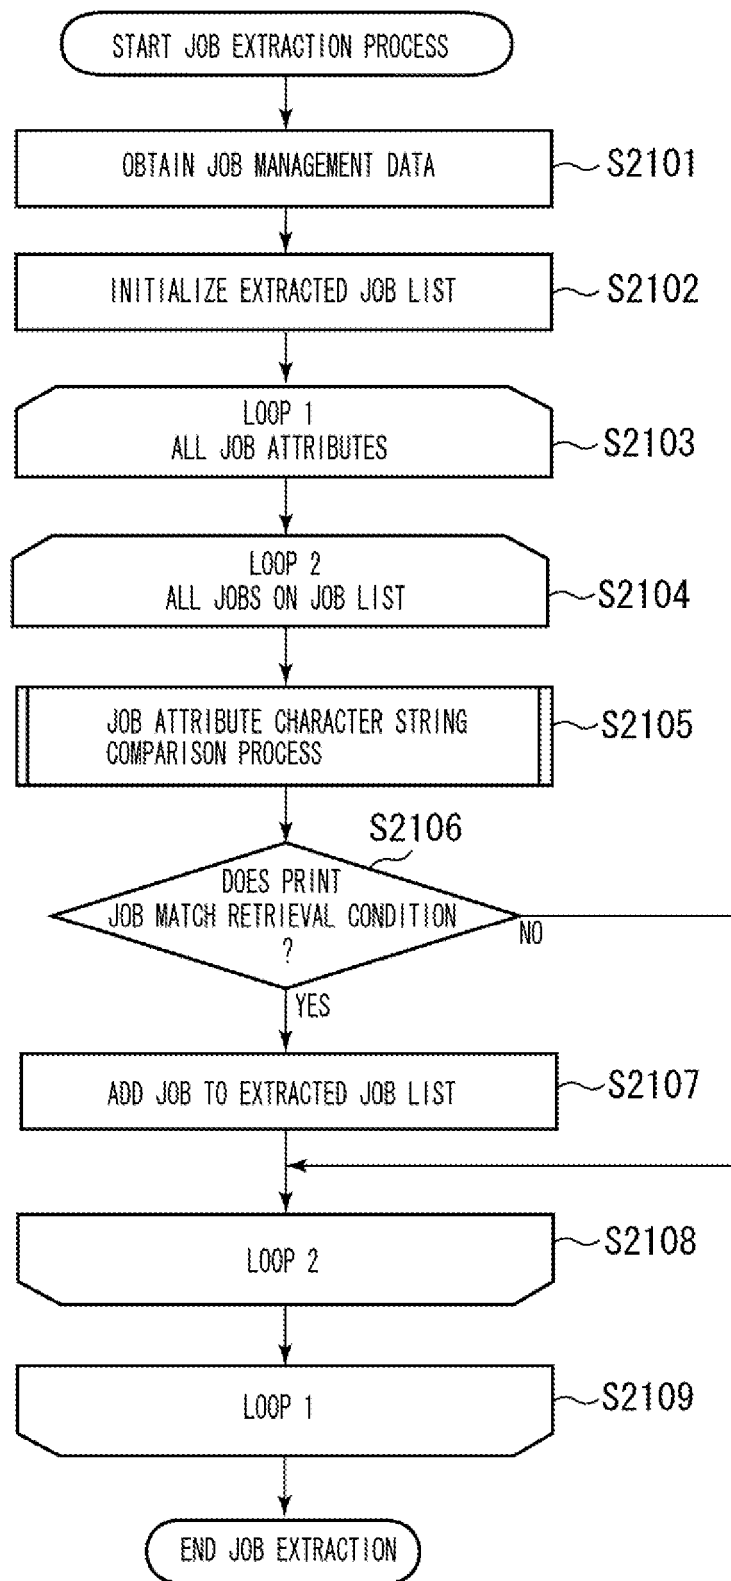 START JOB EXTRACTION PROCESS
OBTAIN JOB MANAGEMENT DATA
S2101
INITIALIZE EXTRACTED JOB LIST
S2102
LOOP 1
ALL JOB ATTRIBUTES
S2103
LOOP 2
ALL JOBS ON JOB LIST
S2104
JOB ATTRIBUTE CHARACTER STRING
COMPARISON PROCESS
S2105
S2106
DOES PRINT
JOB MATCH RETRIEVAL CONDITION
?
NO
YES
ADD JOB TO EXTRACTED JOB LIST
S2107
LOOP 2
S2108
LOOP 1
S2109
END JOB EXTRACTION